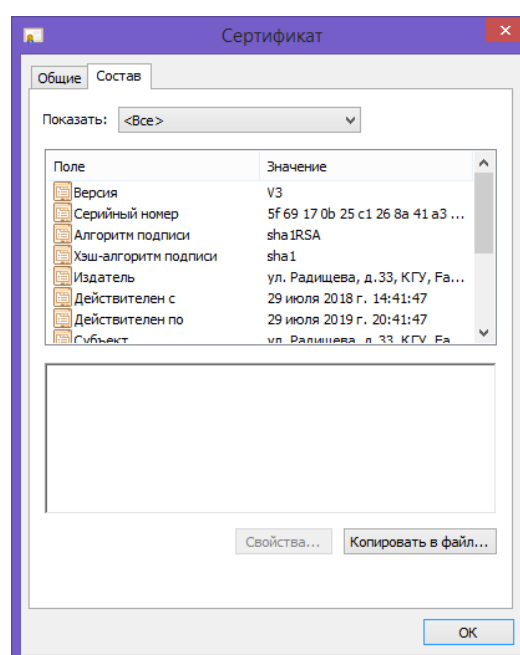 Сертификат
Общие Состав
Показать: <Все>
Поле Значение
Версия V3
Серийный номер 5f 69 17 0b 25 c1 26 8a 41 a3 ...
Алгоритм подписи sha1RSA
Хэш-алгоритм подписи sha1
Издатель ул. Радищева, д.33, КГУ, Fa...
Действителен с 29 июля 2018 г. 14:41:47
Действителен по 29 июля 2019 г. 20:41:47
Субъект ул. Радищева, д.33, КГУ, Fa...
Свойства... Копировать в файл...
ОК